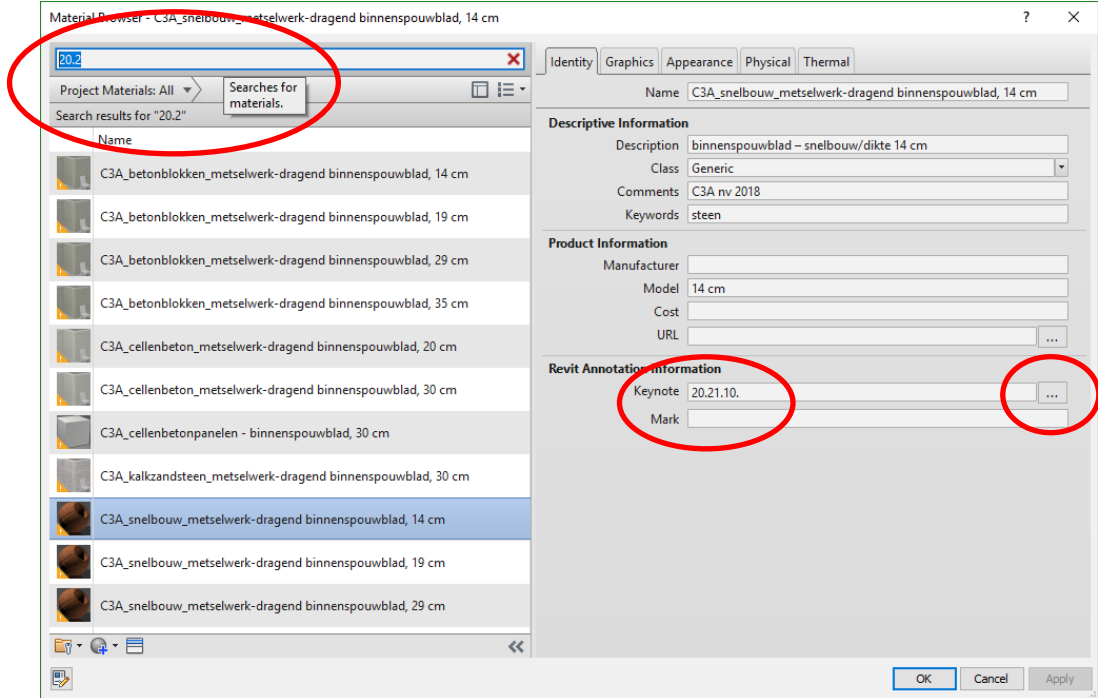 Material Browser - C3A_snelbouw_metselwerk-dragend binnenspouwblad, 14 cm
?
20.2
Project Materials: All
Searches for
materials.
Search results for "20.2"
Name
C3A_betonblokken_metselwerk-dragend binnenspouwblad, 14 cm
C3A_betonblokken_metselwerk-dragend binnenspouwblad, 19 cm
C3A_betonblokken_metselwerk-dragend binnenspouwblad, 29 cm
C3A_betonblokken_metselwerk-dragend binnenspouwblad, 35 cm
C3A_cellenbeton_metselwerk-dragend binnenspouwblad, 20 cm
C3A_cellenbeton_metselwerk-dragend binnenspouwblad, 30 cm
C3A_cellenbetonpanelen - binnenspouwblad, 30 cm
C3A_kalkzandsteen_metselwerk-dragend binnenspouwblad, 30 cm
C3A_snelbouw_metselwerk-dragend binnenspouwblad, 14 cm
C3A_snelbouw_metselwerk-dragend binnenspouwblad, 19 cm
C3A_snelbouw_metselwerk-dragend binnenspouwblad, 29 cm
Identity Graphics Appearance Physical Thermal
Name C3A_snelbouw_metselwerk-dragend binnenspouwblad, 14 cm
Descriptive Information
Description binnenspouwblad – snelbouw/dikte 14 cm
Class Generic
Comments C3A nv 2018
Keywords steen
Product Information
Manufacturer
Model 14 cm
Cost
URL ...
Revit Annotation Information
Keynote 20.21.10. ...
Mark
OK Cancel Apply